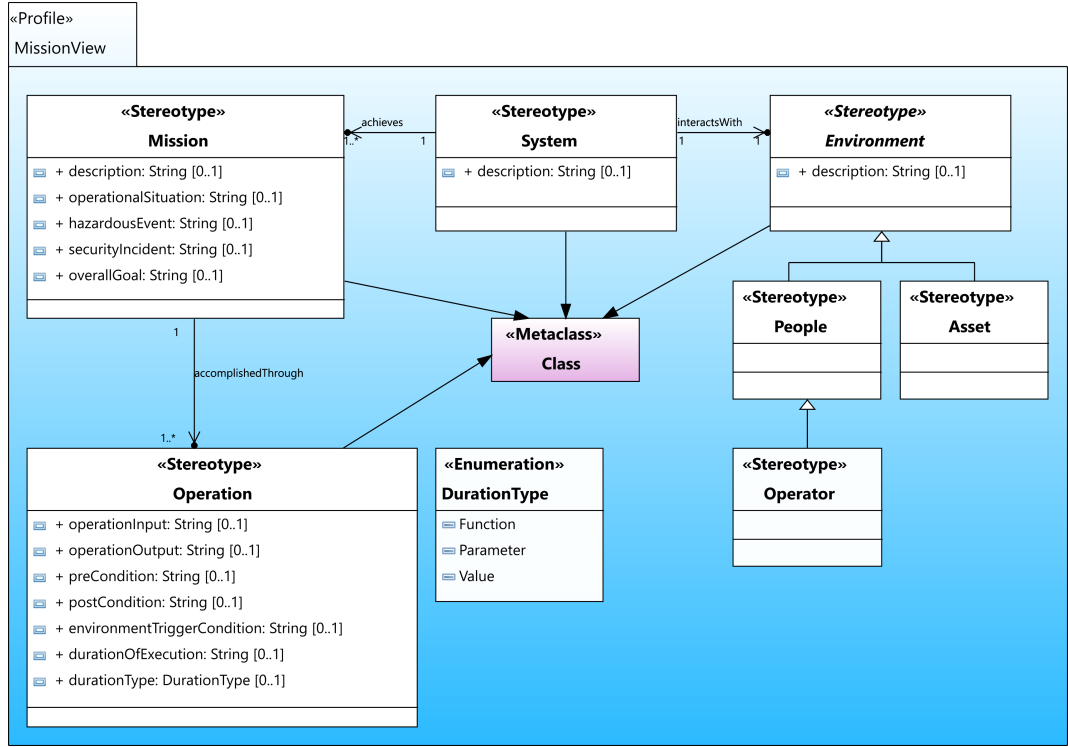 «Profile»
MissionView
«Stereotype»
Mission
+ description: String [0..1]
+ operationalSituation: String [0..1]
+ hazardousEvent: String [0..1]
+ securityIncident: String [0..1]
+ overallGoal: String [0..1]
achieves
1..*
1
«Stereotype»
System
+ description: String [0..1]
interactsWith
1
1
«Stereotype»
Environment
+ description: String [0..1]
«Stereotype»
People
«Stereotype»
Asset
«Metaclass»
Class
1
accomplishedThrough
1..*
«Stereotype»
Operation
+ operationInput: String [0..1]
+ operationOutput: String [0..1]
+ preCondition: String [0..1]
+ postCondition: String [0..1]
+ environmentTriggerCondition: String [0..1]
+ durationOfExecution: String [0..1]
+ durationType: DurationType [0..1]
«Enumeration»
DurationType
Function
Parameter
Value
«Stereotype»
Operator